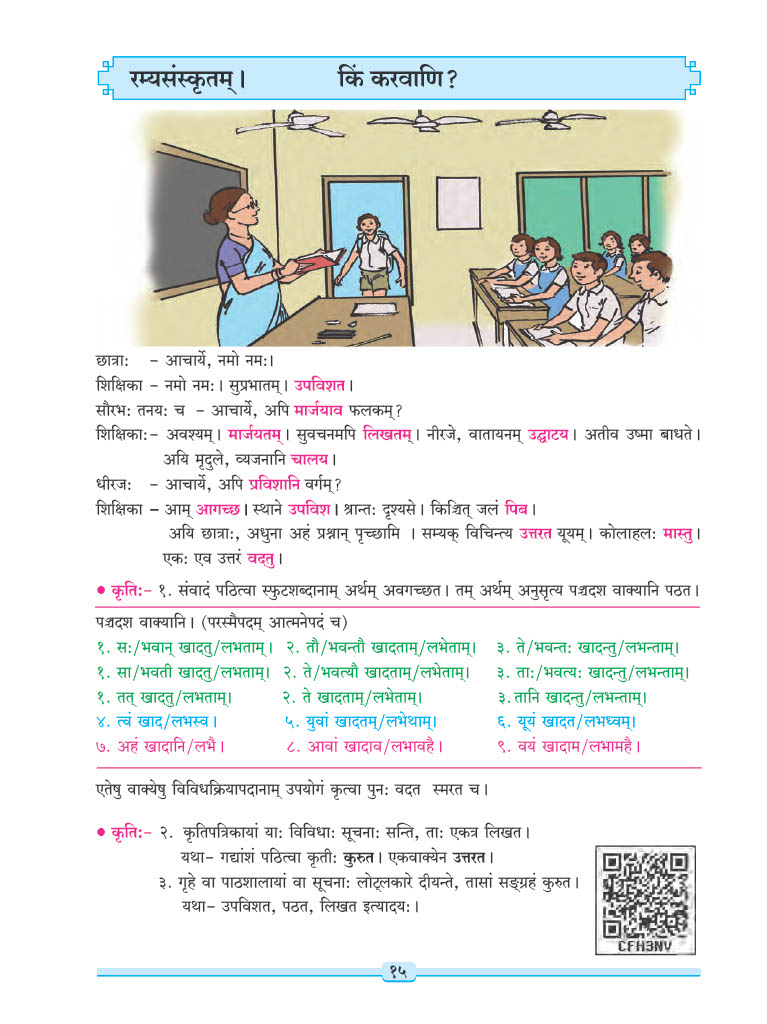 रम्यसंस्कृतम् । किं करवाणि?
छात्राः - आचार्ये, नमो नमः।
शिक्षिका - नमो नमः। सुप्रभातम्। उपविशत।
सौरभः तनयः च - आचार्ये, अपि मार्जयाव फलकम्?
शिक्षिकाः- अवश्यम्। मार्जयतम्। सुवचनमपि लिखतम्। नीरजे, वातायनम् उद्घाटय। अतीव उष्मा बाधते।
अयि मृदुले, व्यजनानि चालय।
धीरजः - आचार्ये, अपि प्रविशानि वर्गम्?
शिक्षिका - आम् आगच्छ। स्थाने उपविश। श्रान्तः दृश्यसे। किञ्चित् जलं पिब।
अयि छात्राः, अधुना अहं प्रश्नान् पृच्छामि । सम्यक् विचिन्त्य उत्तरत यूयम्। कोलाहलः मास्तु।
एकः एव उत्तरं वदतु।
• कृतिः- १. संवादं पठित्वा स्फुटशब्दानाम् अर्थम् अवगच्छत। तम् अर्थम् अनुसृत्य पञ्चदश वाक्यानि पठत।
पञ्चदश वाक्यानि। (परस्मैपदम् आत्मनेपदं च)
१. सः/भवान् खादतु/लभताम्। २. तौ/भवन्तौ खादताम्/लभेताम्। ३. ते/भवन्तः खादन्तु/लभन्ताम्।
१. सा/भवती खादतु/लभताम्। २. ते/भवत्यौ खादताम्/लभेताम्। ३. ताः/भवत्यः खादन्तु/लभन्ताम्।
१. तत् खादतु/लभताम्। २. ते खादताम्/लभेताम्। ३. तानि खादन्तु/लभन्ताम्।
४. त्वं खाद/लभस्व। ५. युवां खादतम्/लभेथाम्। ६. यूयं खादत/लभध्वम्।
७. अहं खादानि/लभै। ८. आवां खादाव/लभावहै। ९. वयं खादाम/लभामहै।
एतेषु वाक्येषु विविधक्रियापदानाम् उपयोगं कृत्वा पुनः वदत स्मरत च।
• कृतिः- २. कृतिपत्रिकायां याः विविधाः सूचनाः सन्ति, ताः एकत्र लिखत।
यथा- गद्यांशं पठित्वा कृतीः कुरुत। एकवाक्येन उत्तरत।
३. गृहे वा पाठशालायां वा सूचनाः लोट्लकारे दीयन्ते, तासां सङ्ग्रहं कुरुत।
यथा- उपविशत, पठत, लिखत इत्यादयः।
CFH3NV
१५